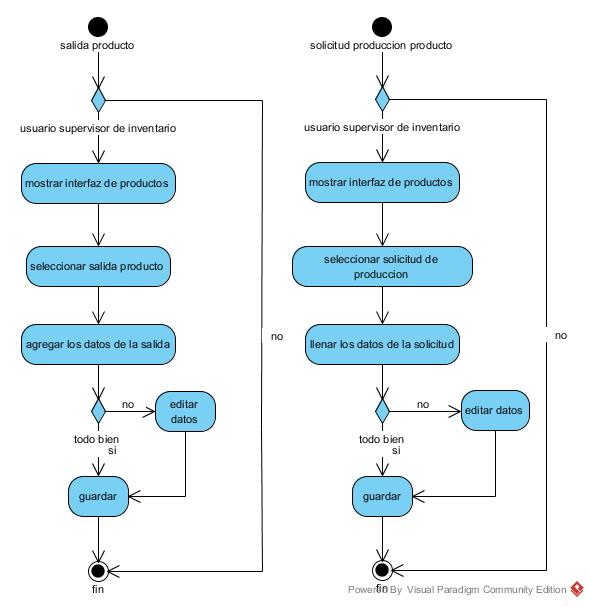 salida producto
usuario supervisor de inventario
mostrar interfaz de productos
seleccionar salida producto
agregar los datos de la salida
no
no
editar
datos
todo bien
si
guardar
fin
solicitud produccion producto
usuario supervisor de inventario
mostrar interfaz de productos
seleccionar solicitud de
produccion
llenar los datos de la solicitud
no
no
editar datos
todo bien
si
guardar
fin
Powered By Visual Paradigm Community Edition